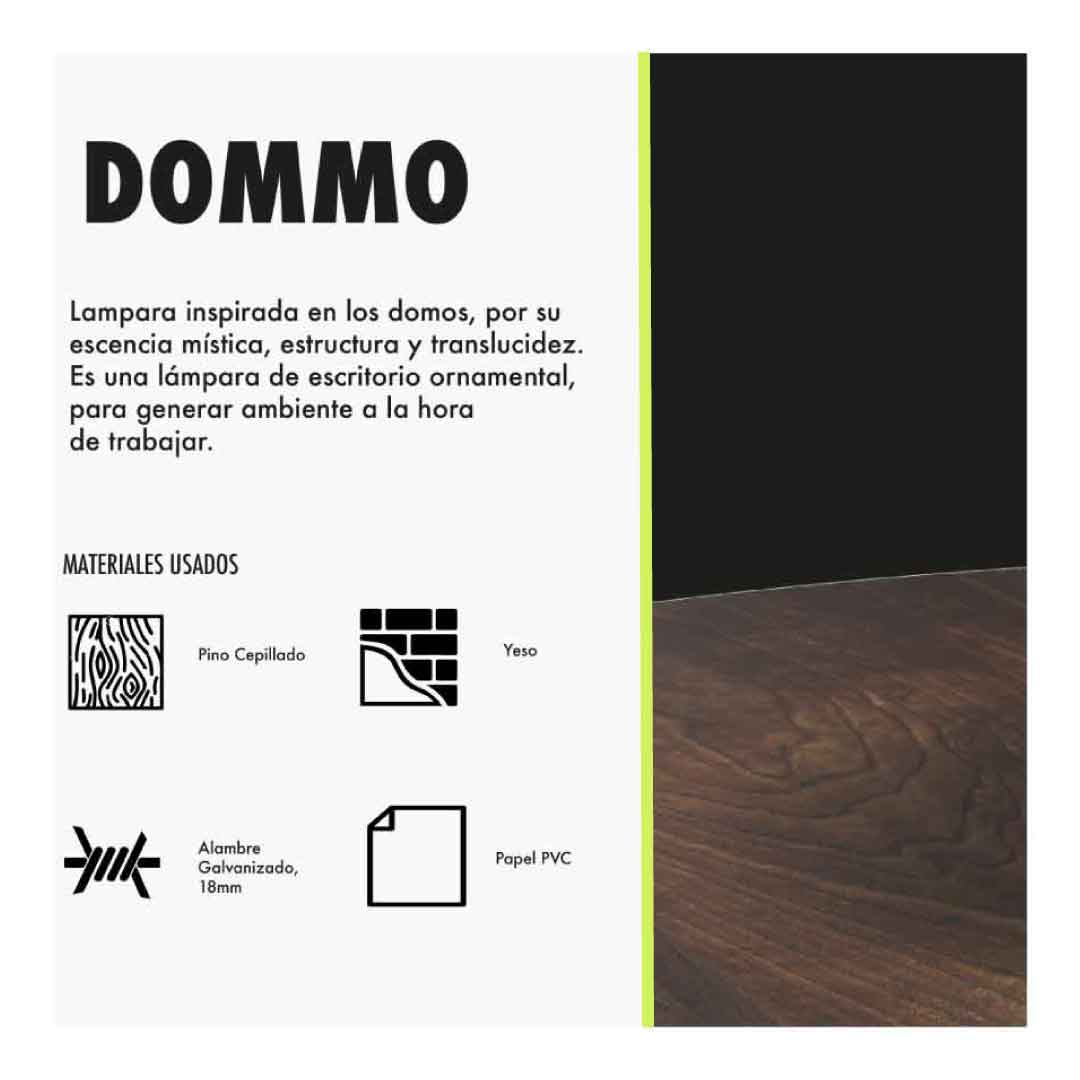 DOMMO
Lampara inspirada en los domos, por su
escencia mística, estructura y translucidez.
Es una lámpara de escritorio ornamental,
para generar ambiente a la hora
de trabajar.
MATERIALES USADOS
Pino Cepillado
Yeso
Alambre
Galvanizado,
18mm
Papel PVC